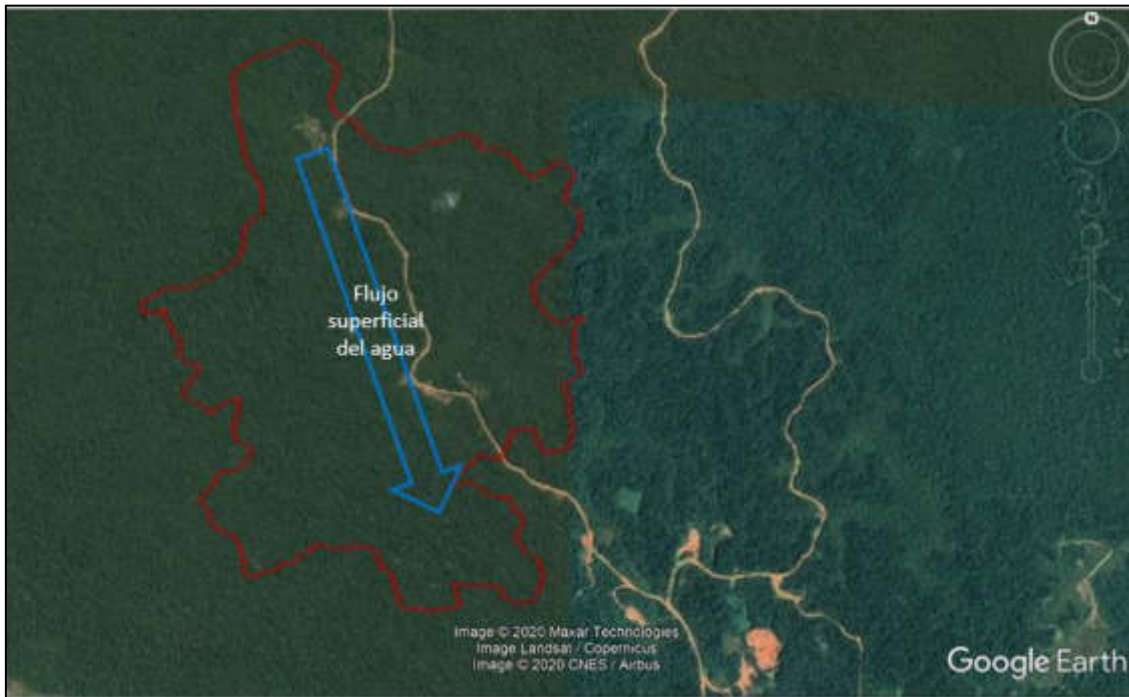 N
Flujo
superficial
del agua
Image © 2020 Maxar Technologies
Image Landsat / Copernicus
Image © 2020 CNES / Airbus
Google Earth